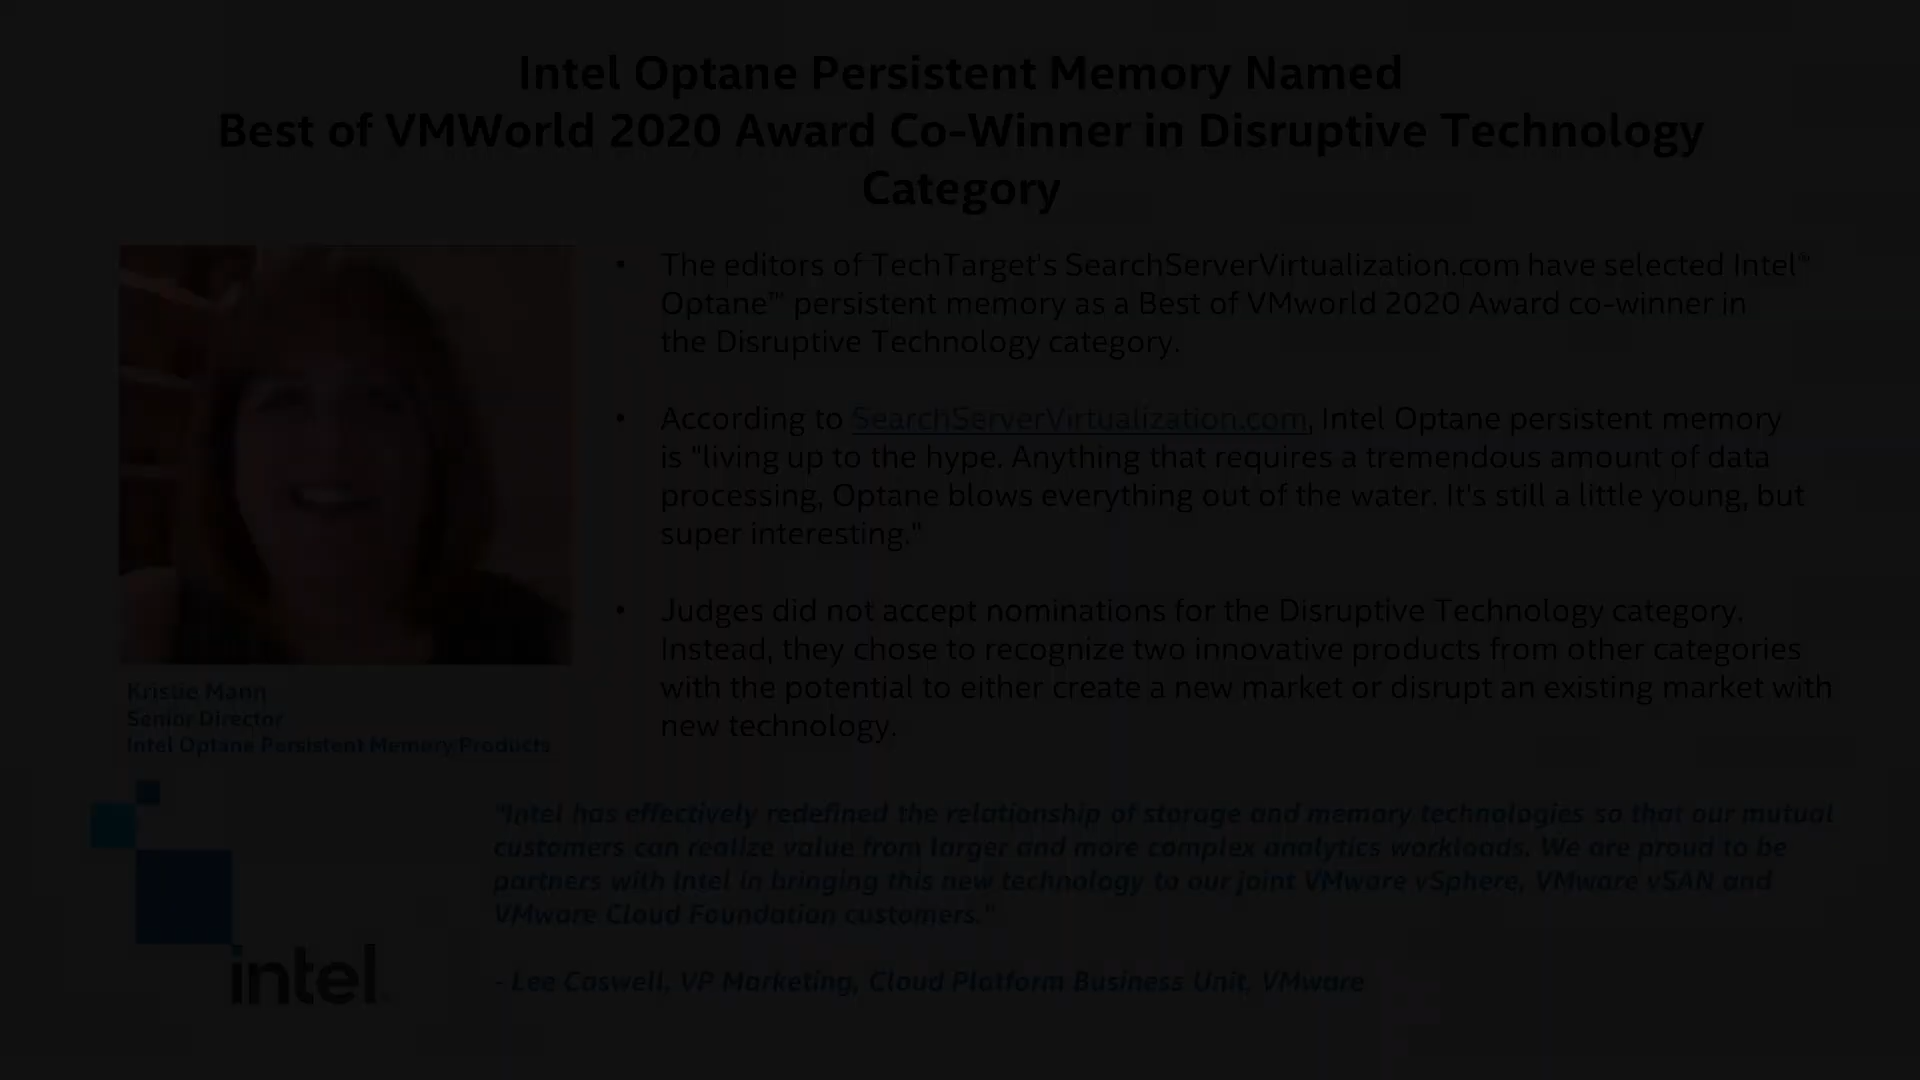 Intel Optane Persistent Memory Named
Best of VMWorld 2020 Award Co-Winner in Disruptive Technology
Category
• The editors of TechTarget's SearchServerVirtualization.com have selected Intel®
Optane™ persistent memory as a Best of VMworld 2020 Award co-winner in
the Disruptive Technology category.
• According to SearchServerVirtualization.com, Intel Optane persistent memory
is "living up to the hype. Anything that requires a tremendous amount of data
processing, Optane blows everything out of the water. It's still a little young, but
super interesting."
• Judges did not accept nominations for the Disruptive Technology category.
Instead, they chose to recognize two innovative products from other categories
with the potential to either create a new market or disrupt an existing market with
new technology.
Kristie Mann
Senior Director
Intel Optane Persistent Memory Products
"Intel has effectively redefined the relationship of storage and memory technologies so that our mutual
customers can realize value from larger and more complex analytics workloads. We are proud to be
partners with Intel in bringing this new technology to our joint VMware vSphere, VMware vSAN and
VMware Cloud Foundation customers."
- Lee Caswell, VP Marketing, Cloud Platform Business Unit, VMware
intel.